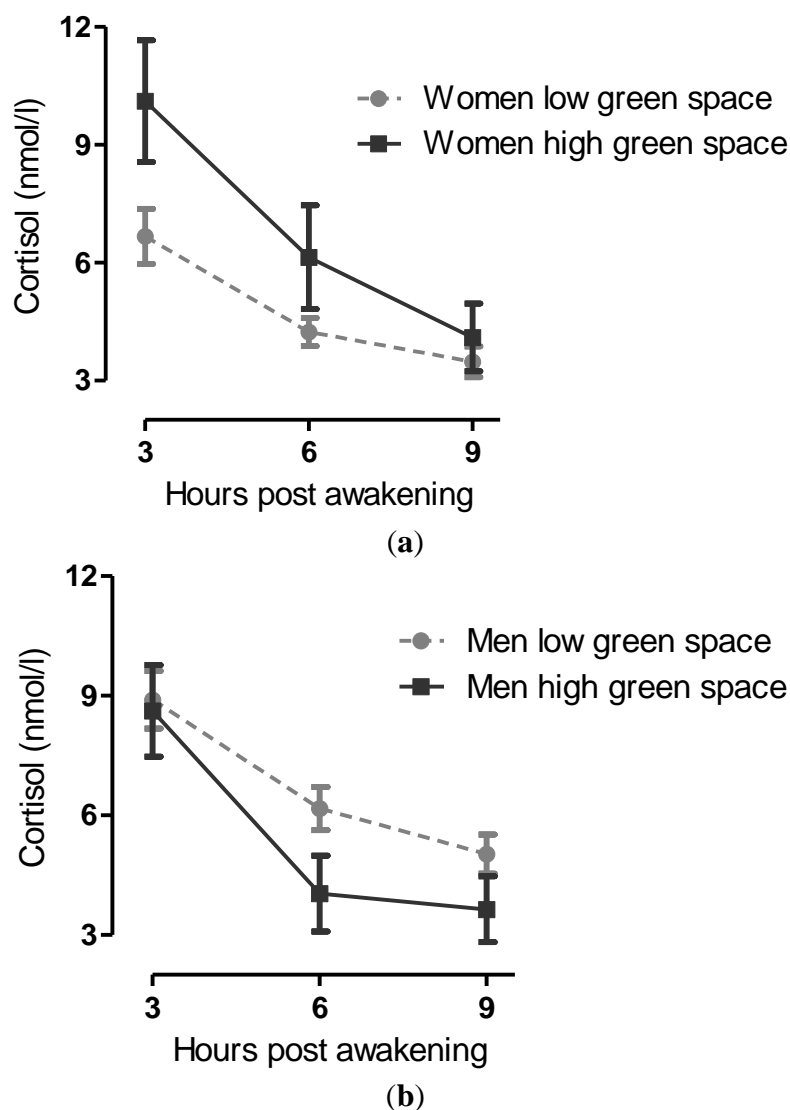 12
Women low green space
Women high green space
9
6
3
Cortisol (nmol/l)
3 6 9
Hours post awakening
(a)
12
Men low green space
Men high green space
9
6
3
Cortisol (nmol/l)
3 6 9
Hours post awakening
(b)